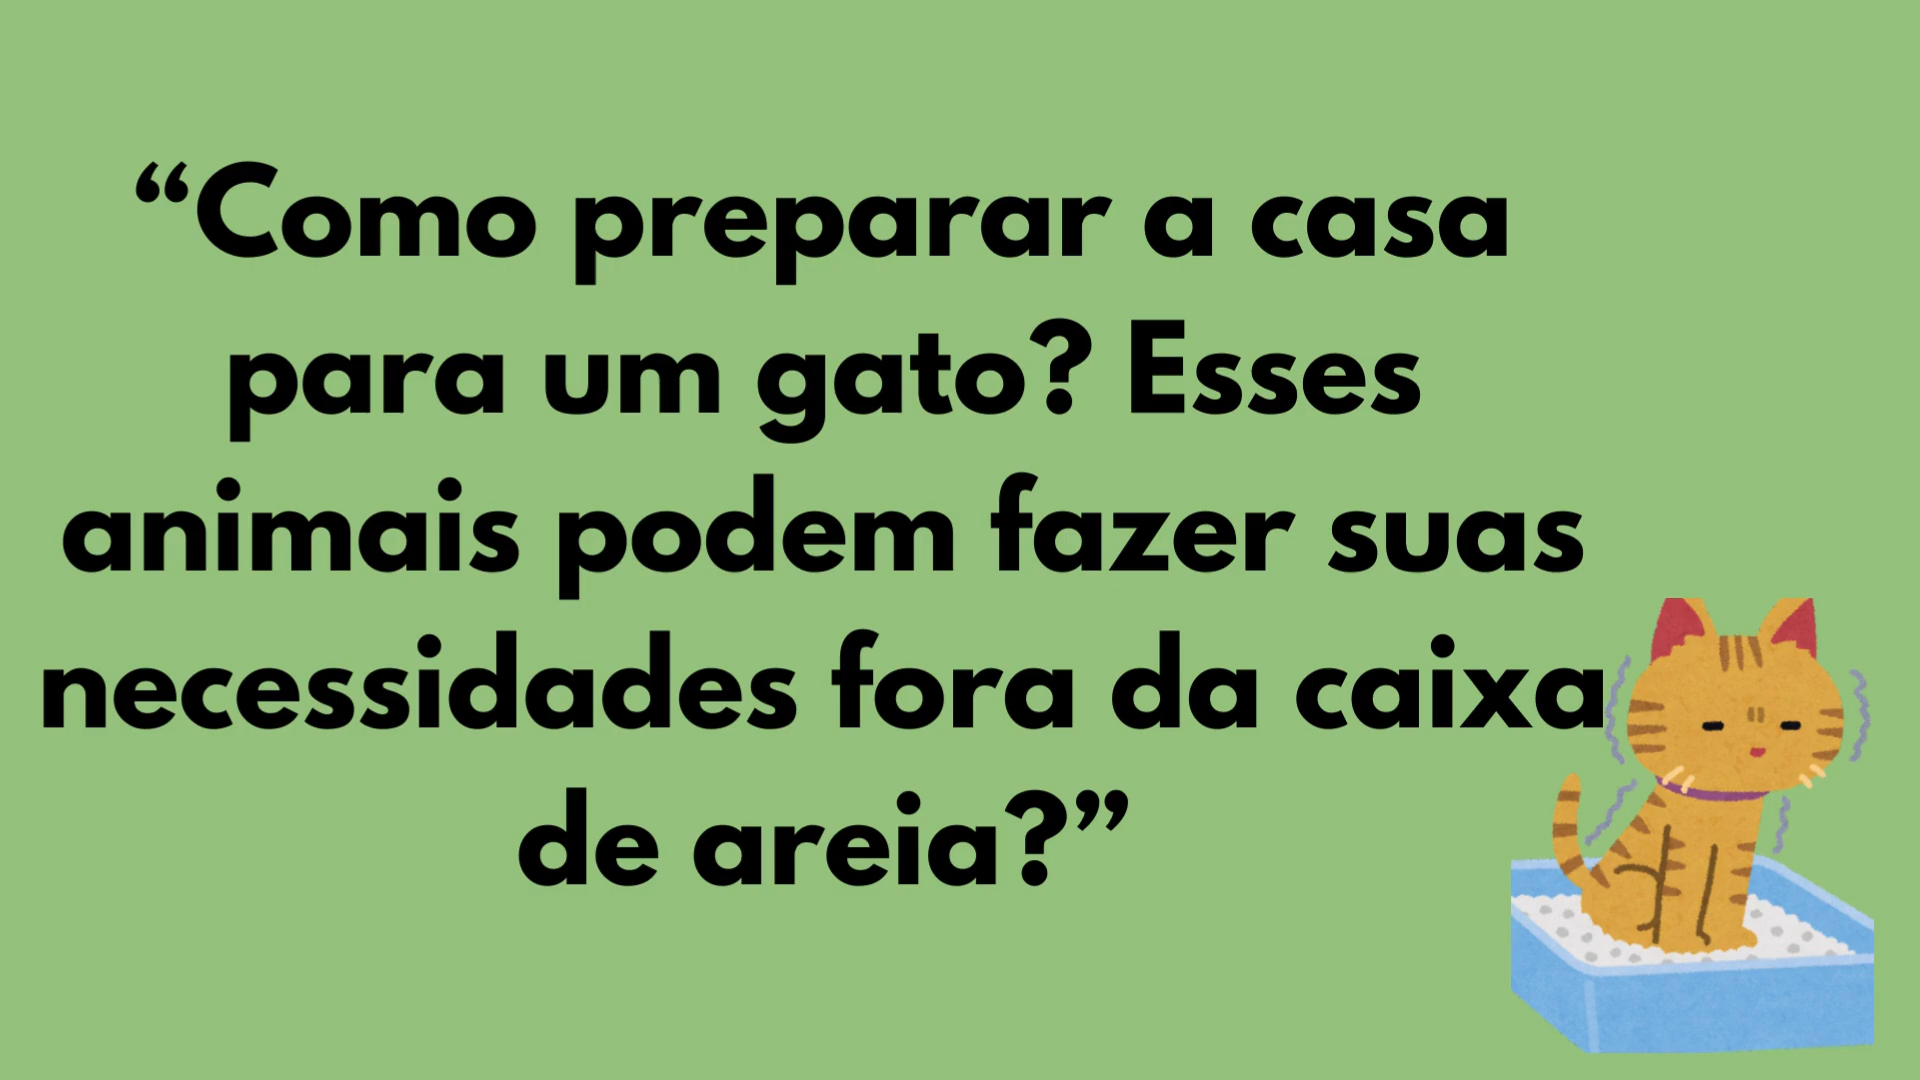 “Como preparar a casa
para um gato? Esses
animais podem fazer suas
necessidades fora da caixa
de areia?”